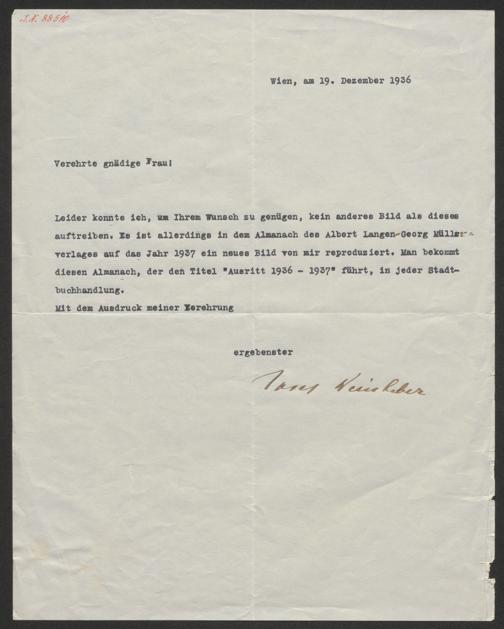 I.N. 885/0
Wien, am 19. Dezember 1936
Verehrte gnädige Frau!
Leider konnte ich, um Ihrem Wunsch zu genügen, kein anderes Bild als dieses
auftreiben. Es ist allerdings in dem Almanach des Albert Langen-Georg Müller-
verlages auf das Jahr 1937 ein neues Bild von mir reproduziert. Man bekommt
diesen Almanach, der den Titel "Ausritt 1936 - 1937" führt, in jeder Stadt-
buchhandlung.
Mit dem Ausdruck meiner Verehrung
ergebenster
Josef Weinheber